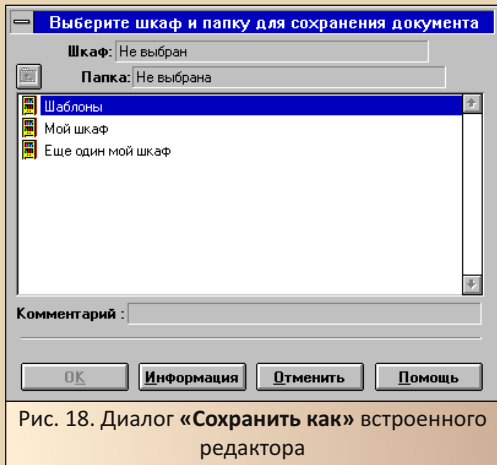 Выберите шкаф и папку для сохранения документа
Шкаф: Не выбран
Папка: Не выбрана
Шаблоны
Мой шкаф
Еще один мой шкаф
Комментарий :
OК Информация Отменить Помощь
Рис. 18. Диалог «Сохранить как» встроенного
редактора